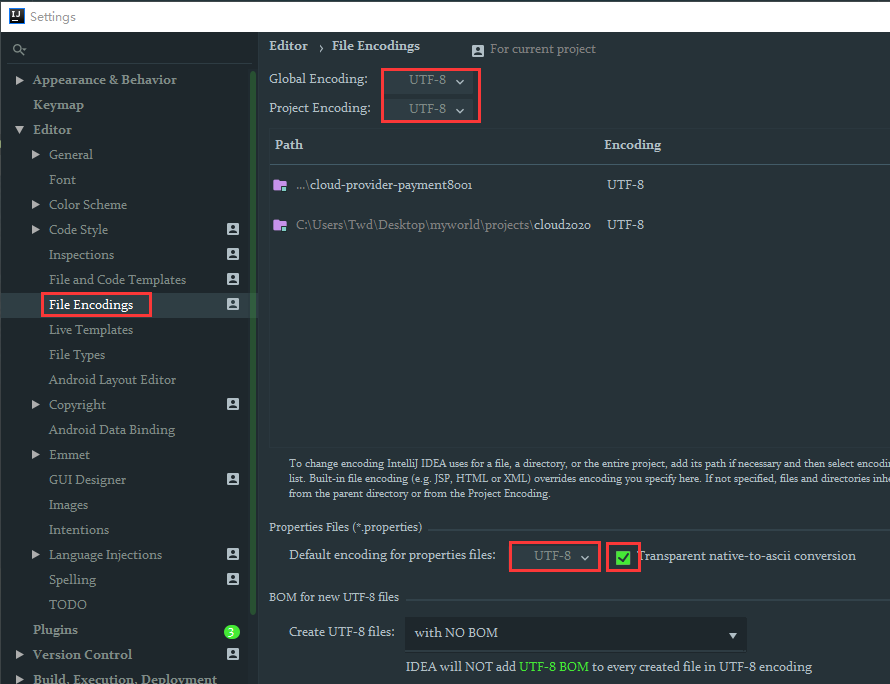 IJ Settings
Appearance & Behavior
Keymap
Editor
General
Font
Color Scheme
Code Style
Inspections
File and Code Templates
File Encodings
Live Templates
File Types
Android Layout Editor
Copyright
Android Data Binding
Emmet
GUI Designer
Images
Intentions
Language Injections
Spelling
TODO
Plugins 3
Version Control
Build, Execution, Deployment
Editor › File Encodings For current project
Global Encoding: UTF-8
Project Encoding: UTF-8
Path Encoding
...\cloud-provider-payment8001 UTF-8
C:\Users\Twd\Desktop\myworld\projects\cloud2020 UTF-8
To change encoding IntelliJ IDEA uses for a file, a directory, or the entire project, add its path if necessary and then select encodin
list. Built-in file encoding (e.g. JSP, HTML or XML) overrides encoding you specify here. If not specified, files and directories inhe
from the parent directory or from the Project Encoding.
Properties Files (*.properties)
Default encoding for properties files: UTF-8 Transparent native-to-ascii conversion
BOM for new UTF-8 files
Create UTF-8 files: with NO BOM
IDEA will NOT add UTF-8 BOM to every created file in UTF-8 encoding